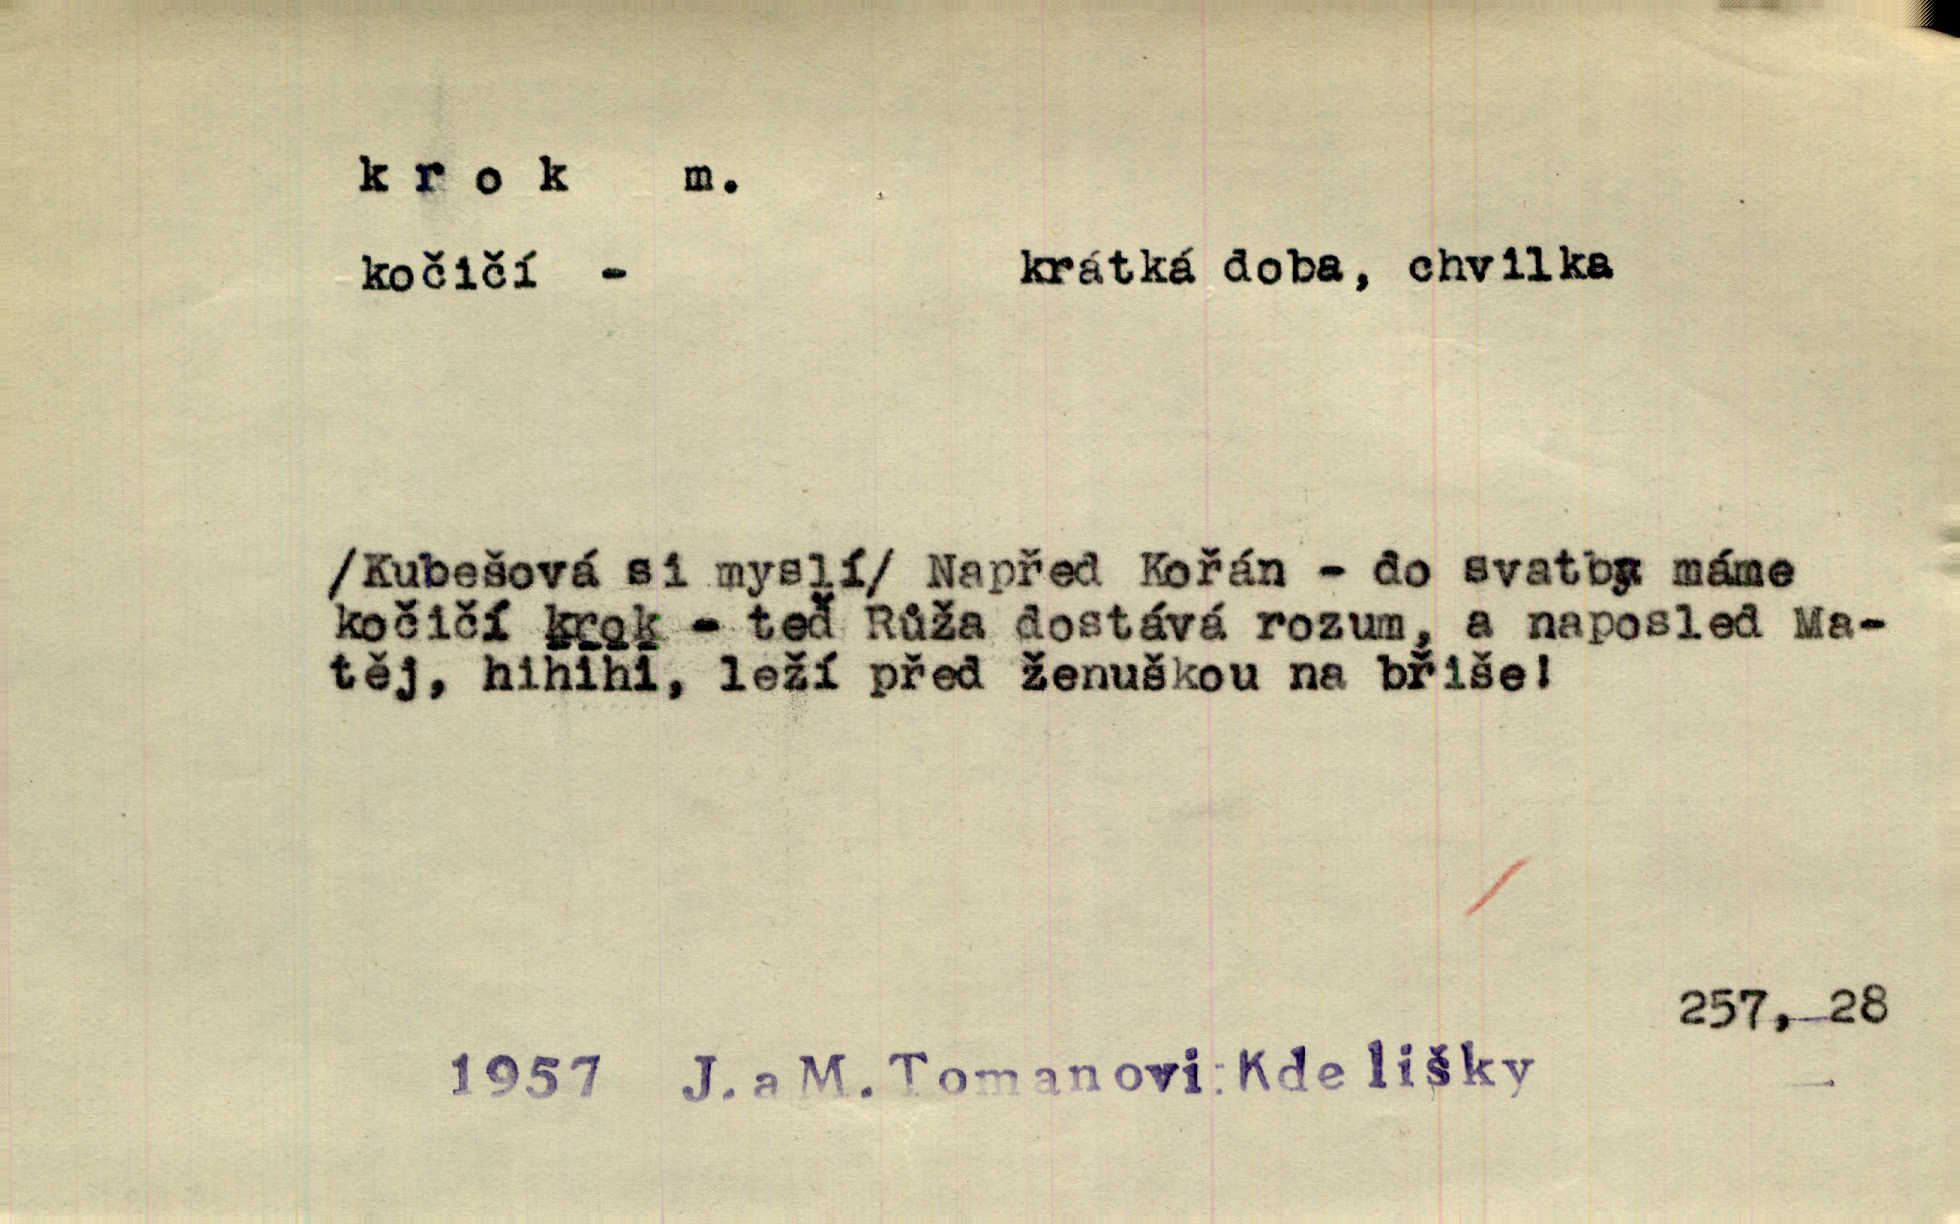 krok m.
kočičí - krátká doba, chvilka
/Kubešová si myslí/ Napřed Kořán - do svatby máme
kočičí krok - teď Růža dostává rozum, a naposled Ma-
těj, hihihi, leží před ženuškou na břiše!
257, 28
1957 J. a M. Tomanovi: Kde lišky